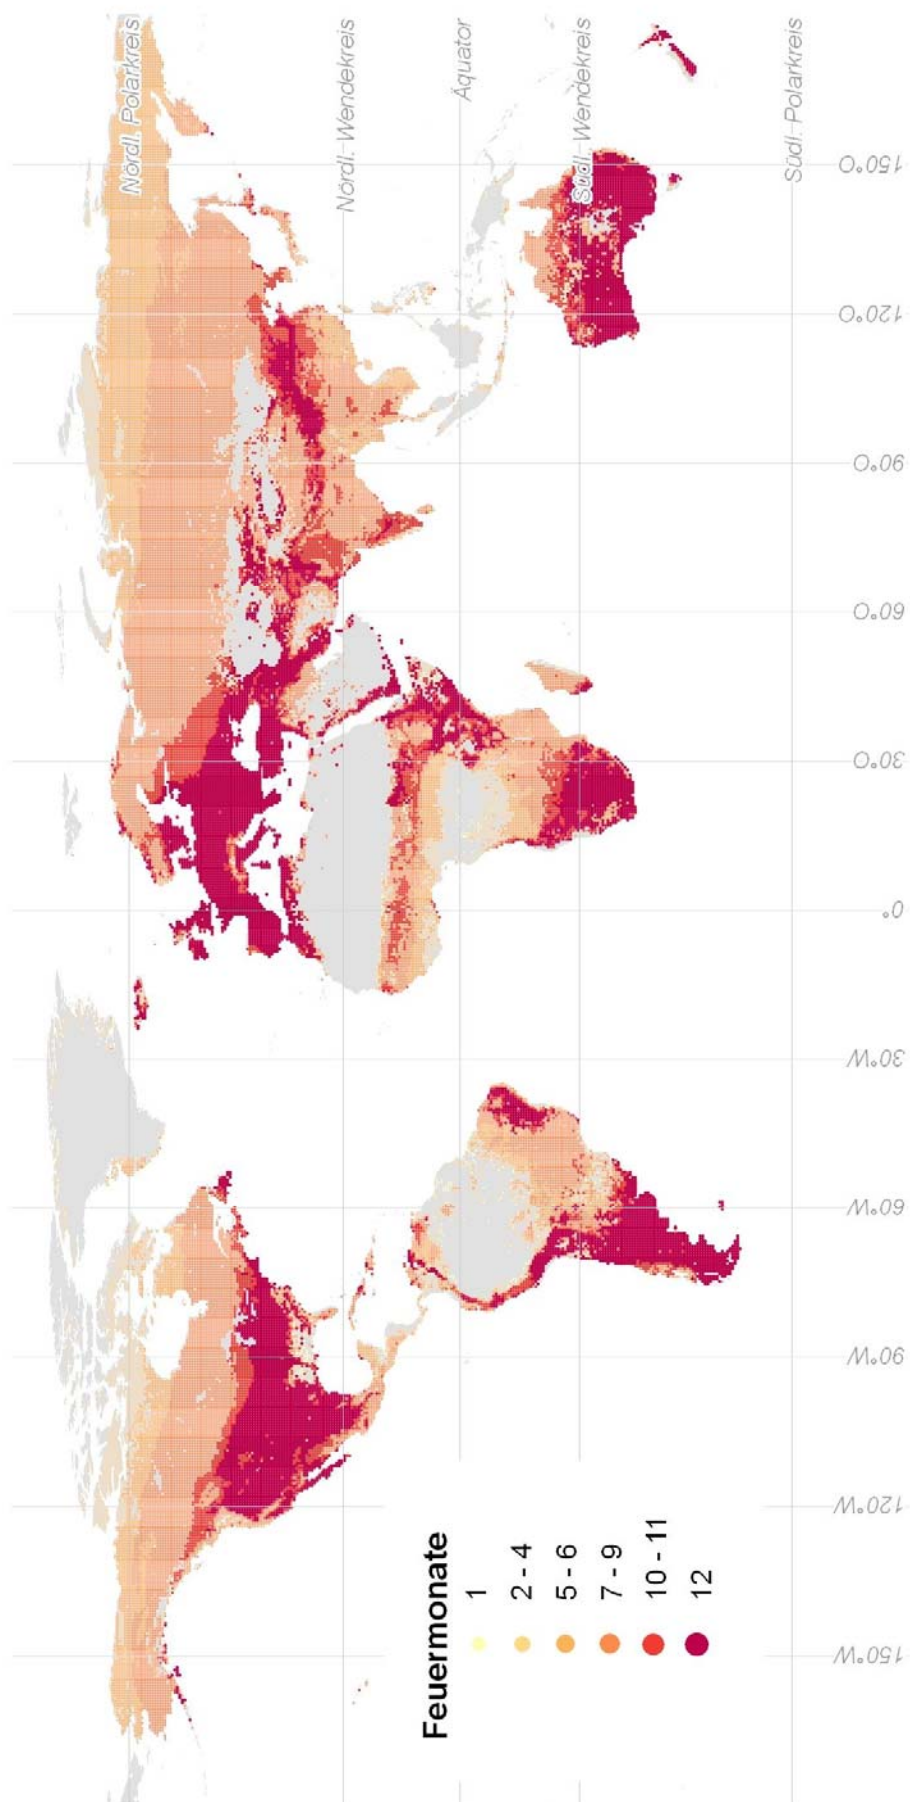 Nördl. Polarkreis
Nördl. Wendekreis
Äquator
Südl. Wendekreis
Südl. Polarkreis
Feuermonate
1
2 - 4
5 - 6
7 - 9
10 - 11
12
150°W
120°W
90°W
60°W
30°W
0°
30°O
60°O
90°O
120°O
150°O